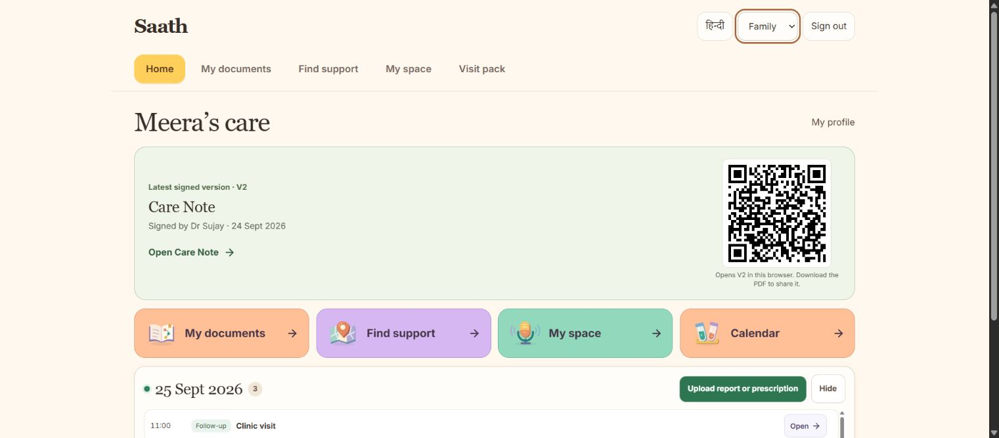 Saath
हिन्दी
Family
Sign out
Home
My documents
Find support
My space
Visit pack
Meera’s care
My profile
Latest signed version · V2
Care Note
Signed by Dr Sujay · 24 Sept 2026
Open Care Note →
Opens V2 in this browser. Download the
PDF to share it.
My documents →
Find support →
My space →
Calendar →
25 Sept 2026 3
Upload report or prescription
Hide
11:00
Follow-up
Clinic visit
Open →